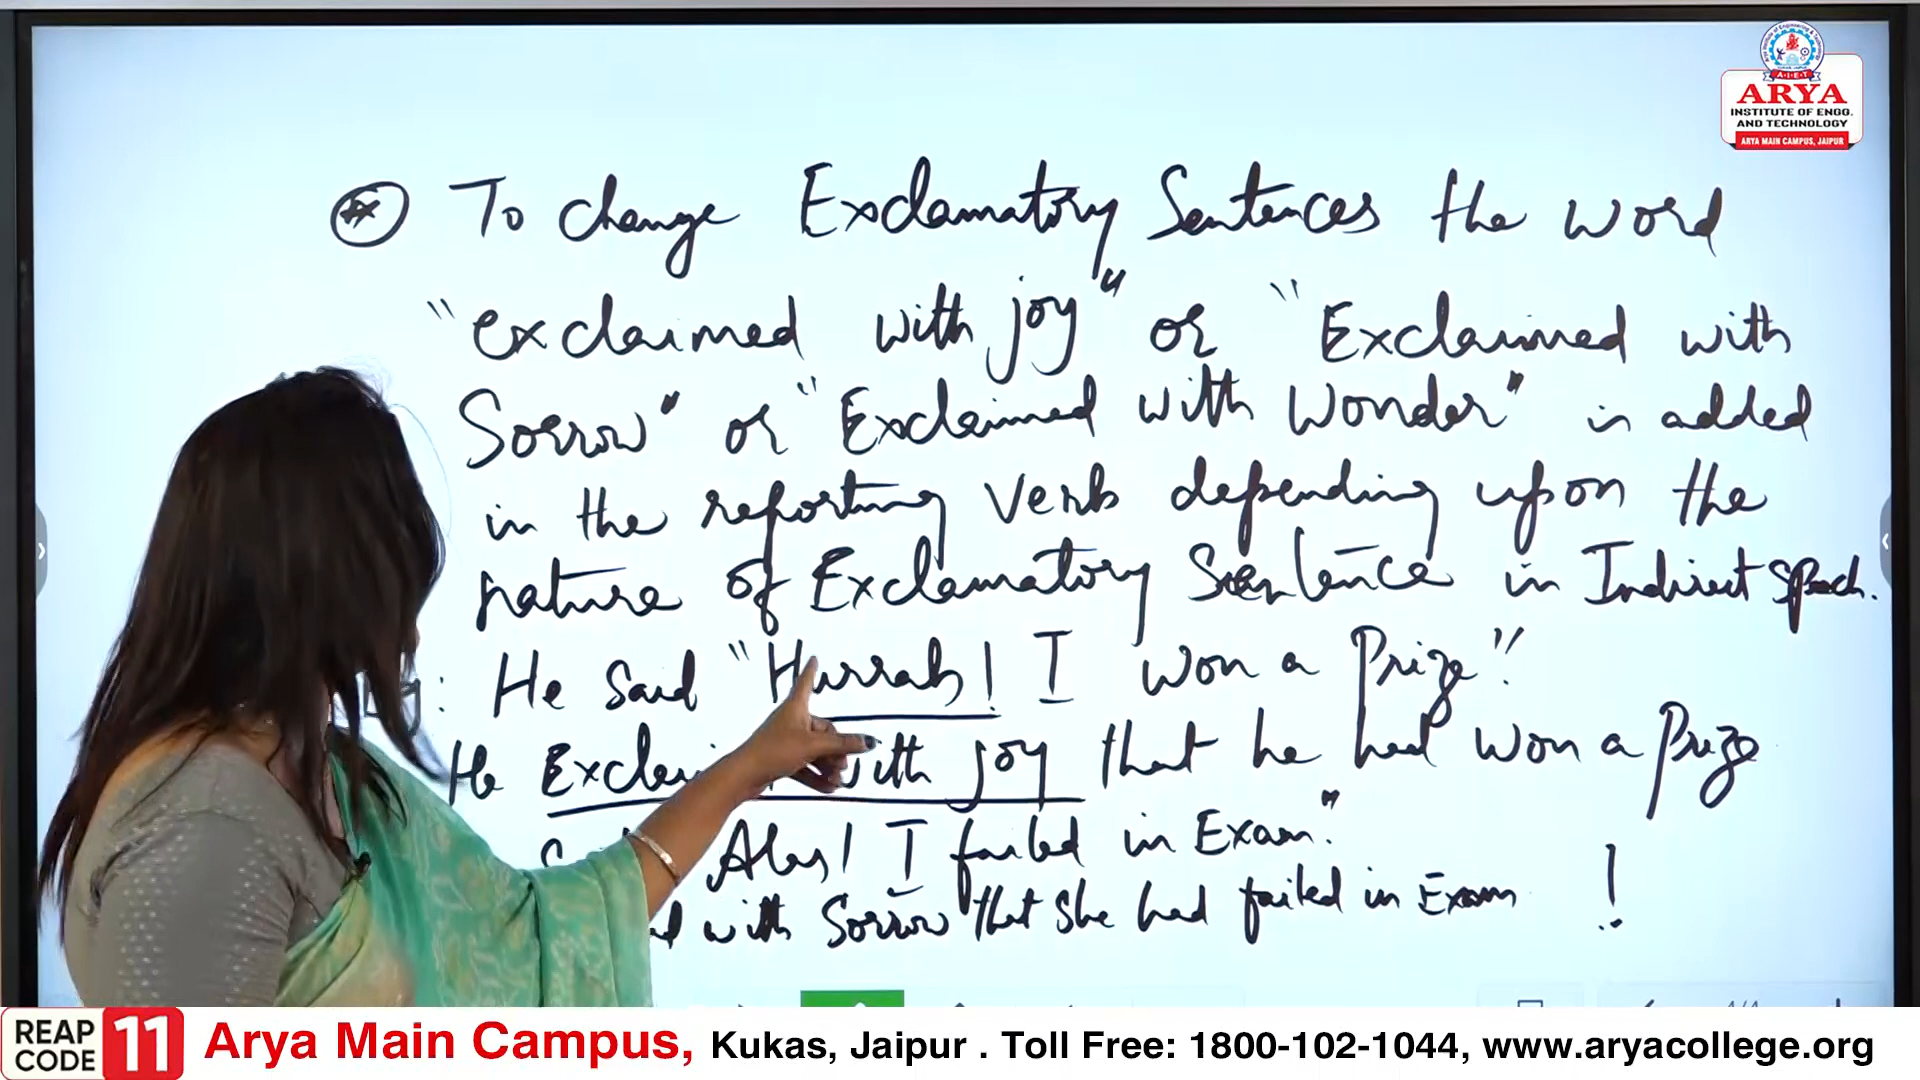 ARYA
INSTITUTE OF ENGG.
AND TECHNOLOGY
ARYA MAIN CAMPUS, JAIPUR
A·I·E·T
To change Exclamatory Sentences the word
"exclaimed with joy" or "Exclaimed with
Sorrow" or "Exclaimed with Wonder" is added
in the reporting verb depending upon the
nature of Exclamatory Sentence in Indirect Speech.
: He Said "Hurrah! I won a Prize".
He with joy that he had won a Prize
Alas! I failed in Exam."
with Sorrow that She had failed in Exam !
REAP CODE 11 Arya Main Campus, Kukas, Jaipur . Toll Free: 1800-102-1044, www.aryacollege.org